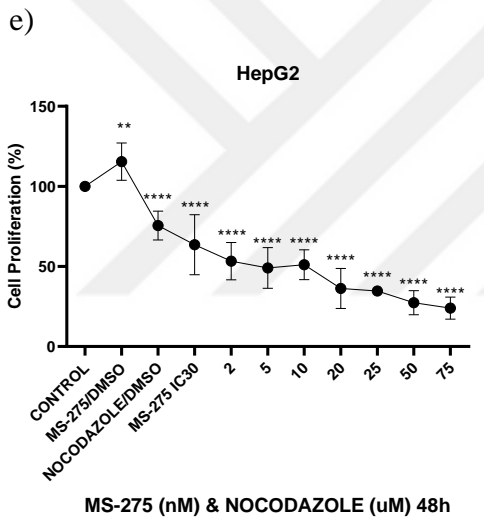 e)
HepG2
150
100
50
0
Cell Proliferation (%)
**
****
****
****
****
****
****
****
****
****
CONTROL
MS-275/DMSO
NOCODAZOLE/DMSO
MS-275 IC30
2
5
10
20
25
50
75
MS-275 (nM) & NOCODAZOLE (uM) 48h